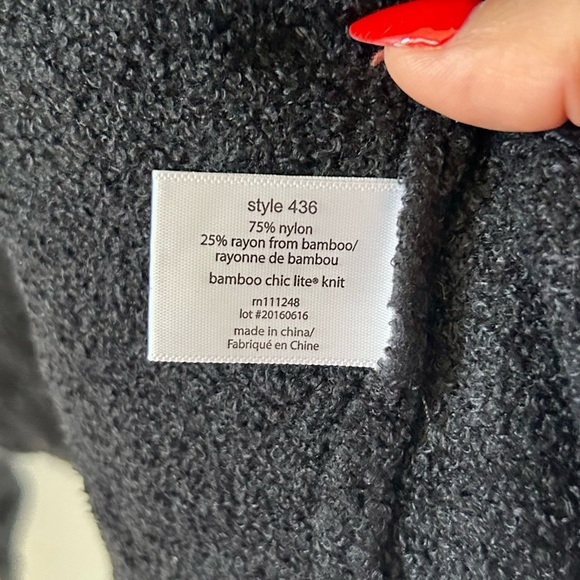 style 436
75% nylon
25% rayon from bamboo/
rayonne de bambou
bamboo chic lite® knit
rn111248
lot #20160616
made in china/
Fabriqué en Chine